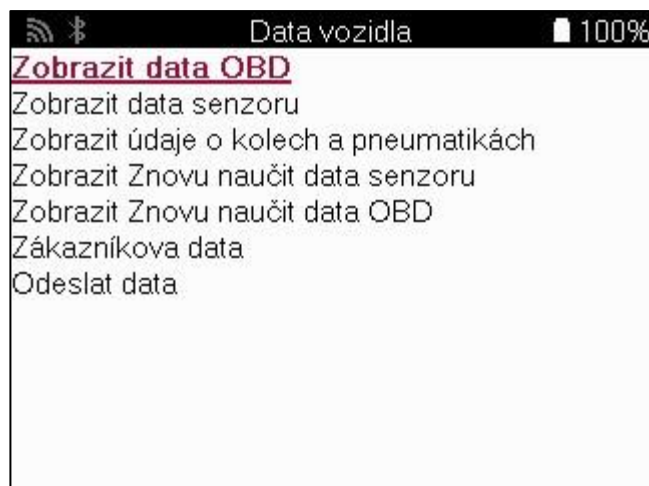 Data vozidla 100%
Zobrazit data OBD
Zobrazit data senzoru
Zobrazit údaje o kolech a pneumatikách
Zobrazit Znovu naučit data senzoru
Zobrazit Znovu naučit data OBD
Zákazníkova data
Odeslat data